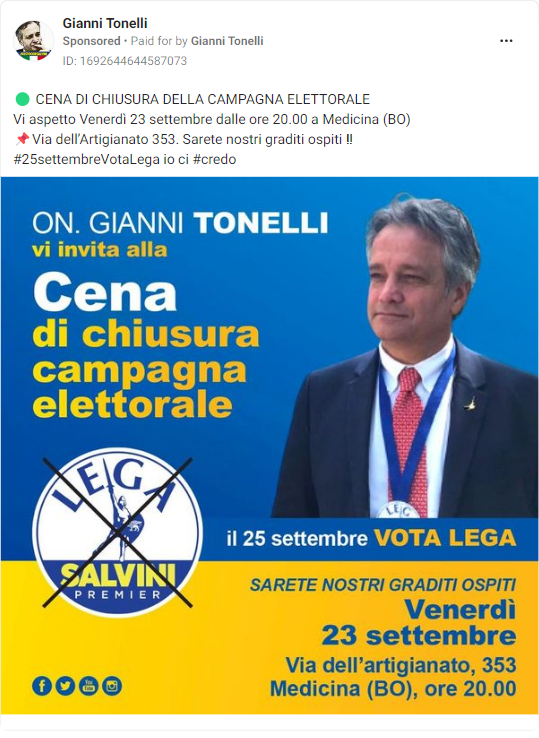 Gianni Tonelli
Sponsored • Paid for by Gianni Tonelli
ID: 1692644644587073
🟢 CENA DI CHIUSURA DELLA CAMPAGNA ELETTORALE
Vi aspetto Venerdì 23 settembre dalle ore 20.00 a Medicina (BO)
📌Via dell'Artigianato 353. Sarete nostri graditi ospiti ‼
#25settembreVotaLega io ci #credo
ON. GIANNI TONELLI
vi invita alla
Cena
di chiusura
campagna
elettorale
LEGA
SALVINI
PREMIER
LEGA
il 25 settembre VOTA LEGA
SARETE NOSTRI GRADITI OSPITI
Venerdì
23 settembre
Via dell'artigianato, 353
Medicina (BO), ore 20.00